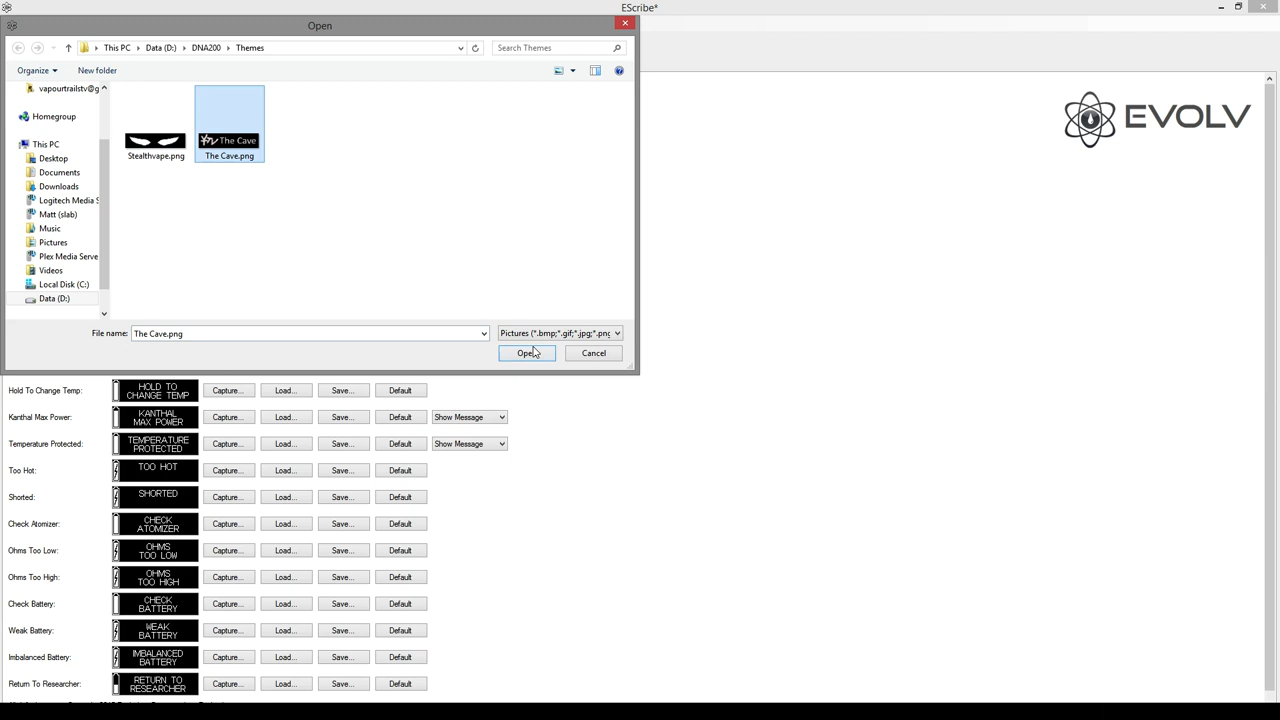 EScribe*
Open
This PC
Data (D:)
DNA200
Themes
Search Themes
Organize
New folder
vapourtrailstv@g
Homegroup
This PC
Desktop
Documents
Downloads
Logitech Media S
Matt (slab)
Music
Pictures
Plex Media Serve
Videos
Local Disk (C:)
Data (D:)
The Cave
Stealthvape.png
The Cave.png
File name:
The Cave.png
Pictures (*.bmp;*.gif;*.jpg;*.png
Open
Cancel
EVOLV
Hold To Change Temp:
HOLD TO
CHANGE TEMP
Capture... Load... Save... Default
Kanthal Max Power:
KANTHAL
MAX POWER
Capture... Load... Save... Default Show Message
Temperature Protected:
TEMPERATURE
PROTECTED
Capture... Load... Save... Default Show Message
Too Hot:
TOO HOT
Capture... Load... Save... Default
Shorted:
SHORTED
Capture... Load... Save... Default
Check Atomizer:
CHECK
ATOMIZER
Capture... Load... Save... Default
Ohms Too Low:
OHMS
TOO LOW
Capture... Load... Save... Default
Ohms Too High:
OHMS
TOO HIGH
Capture... Load... Save... Default
Check Battery:
CHECK
BATTERY
Capture... Load... Save... Default
Weak Battery:
WEAK
BATTERY
Capture... Load... Save... Default
Imbalanced Battery:
IMBALANCED
BATTERY
Capture... Load... Save... Default
Return To Researcher:
RETURN TO
RESEARCHER
Capture... Load... Save... Default